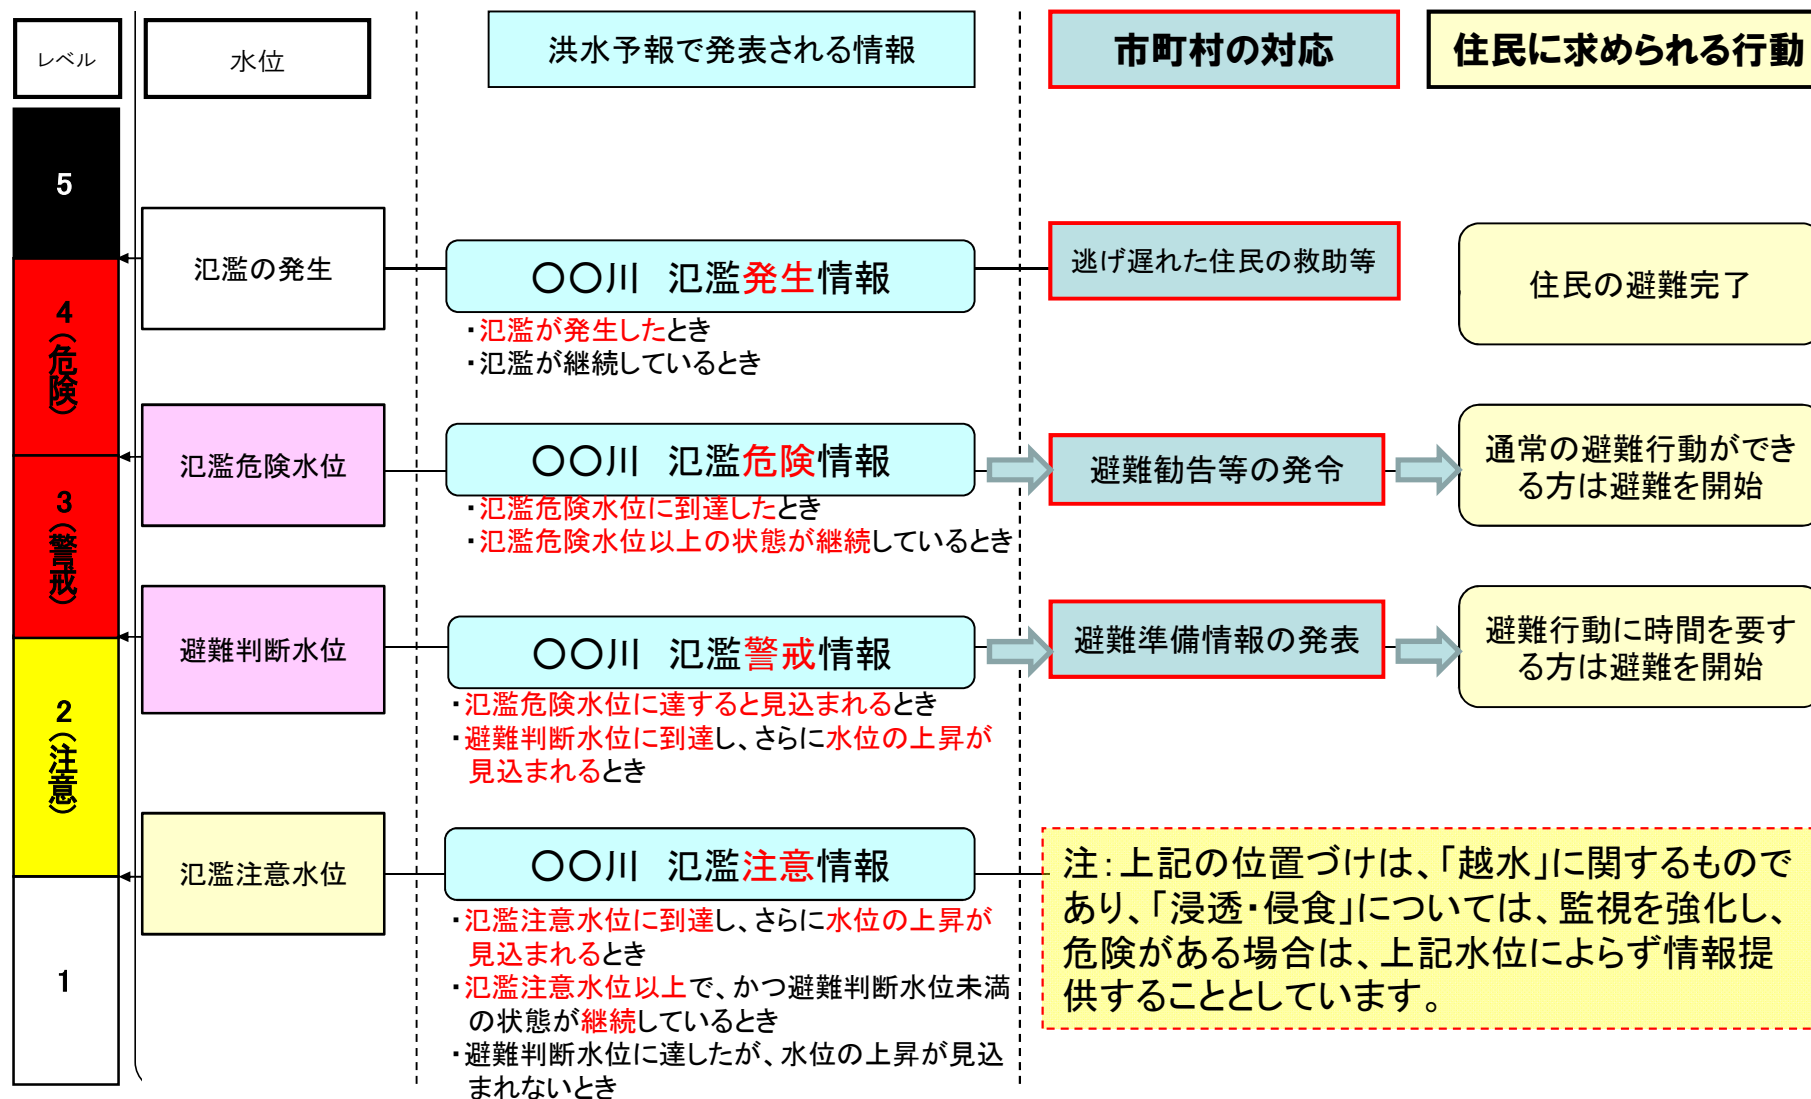 レベル
水位
洪水予報で発表される情報
市町村の対応
住民に求められる行動
5
4(危険)
3(警戒)
2(注意)
1
氾濫の発生
〇〇川 氾濫発生情報
・氾濫が発生したとき
・氾濫が継続しているとき
逃げ遅れた住民の救助等
住民の避難完了
氾濫危険水位
〇〇川 氾濫危険情報
・氾濫危険水位に到達したとき
・氾濫危険水位以上の状態が継続しているとき
避難勧告等の発令
通常の避難行動ができ
る方は避難を開始
避難判断水位
〇〇川 氾濫警戒情報
・氾濫危険水位に達すると見込まれるとき
・避難判断水位に到達し、さらに水位の上昇が
見込まれるとき
避難準備情報の発表
避難行動に時間を要す
る方は避難を開始
氾濫注意水位
〇〇川 氾濫注意情報
・氾濫注意水位に到達し、さらに水位の上昇が
見込まれるとき
・氾濫注意水位以上で、かつ避難判断水位未満
の状態が継続しているとき
・避難判断水位に達したが、水位の上昇が見込
まれないとき
注:上記の位置づけは、「越水」に関するもので
あり、「浸透・侵食」については、監視を強化し、
危険がある場合は、上記水位によらず情報提
供することとしています。